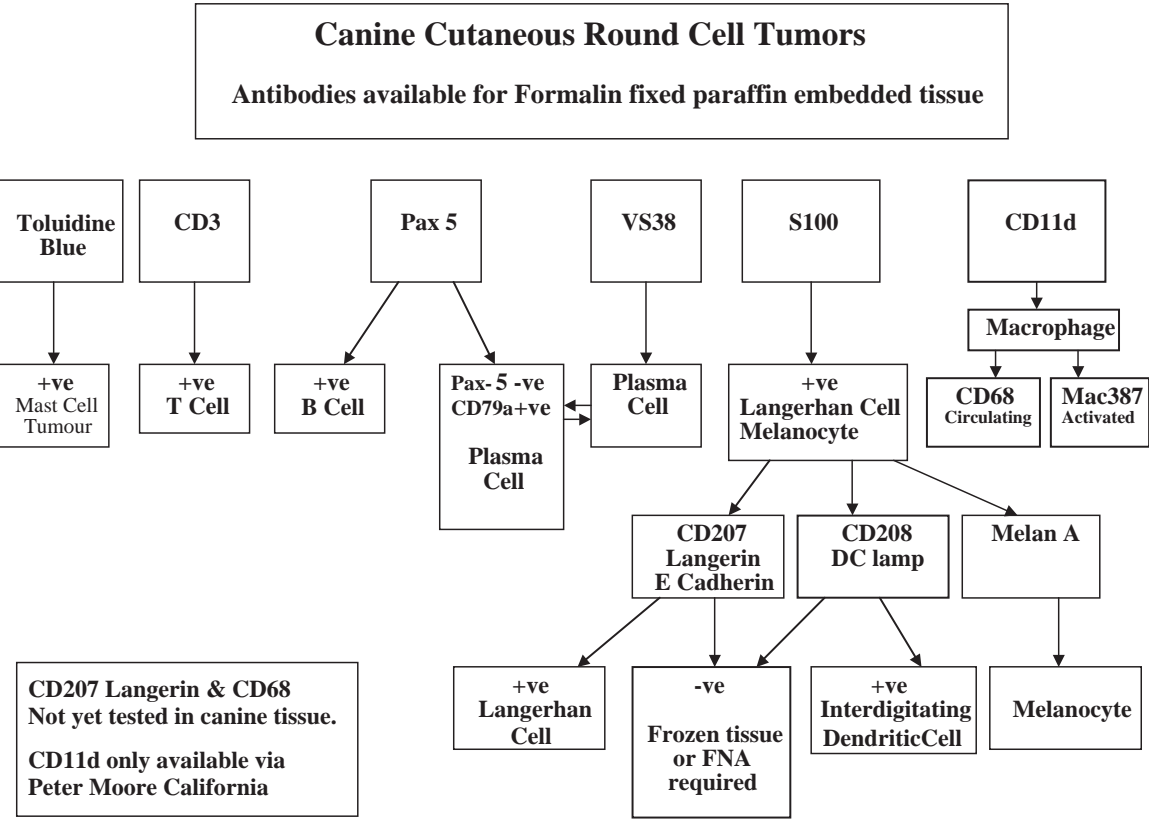 Canine Cutaneous Round Cell Tumors
Antibodies available for Formalin fixed paraffin embedded tissue
Toluidine
Blue
CD3
Pax 5
VS38
S100
CD11d
Macrophage
+ve
Mast Cell
Tumour
+ve
T Cell
+ve
B Cell
Pax- 5 -ve
CD79a+ve
Plasma
Cell
Plasma
Cell
+ve
Langerhan Cell
Melanocyte
CD68
Circulating
Mac387
Activated
CD207
Langerin
E Cadherin
CD208
DC lamp
Melan A
+ve
Langerhan
Cell
-ve
Frozen tissue
or FNA
required
+ve
Interdigitating
DendriticCell
Melanocyte
CD207 Langerin & CD68
Not yet tested in canine tissue.
CD11d only available via
Peter Moore California